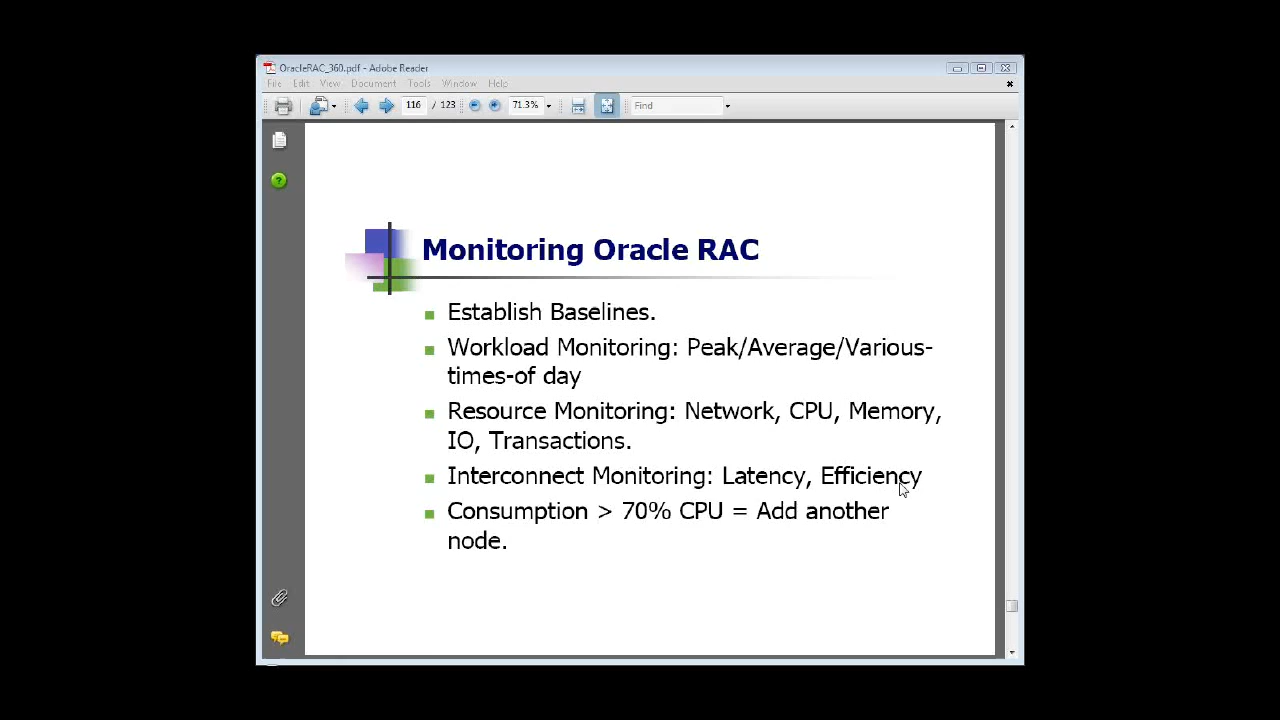 OracleRAC_360.pdf - Adobe Reader
File Edit View Document Tools Window Help
116 / 123 71.3% Find
Monitoring Oracle RAC
Establish Baselines.
Workload Monitoring: Peak/Average/Various-
times-of day
Resource Monitoring: Network, CPU, Memory,
IO, Transactions.
Interconnect Monitoring: Latency, Efficiency
Consumption > 70% CPU = Add another
node.